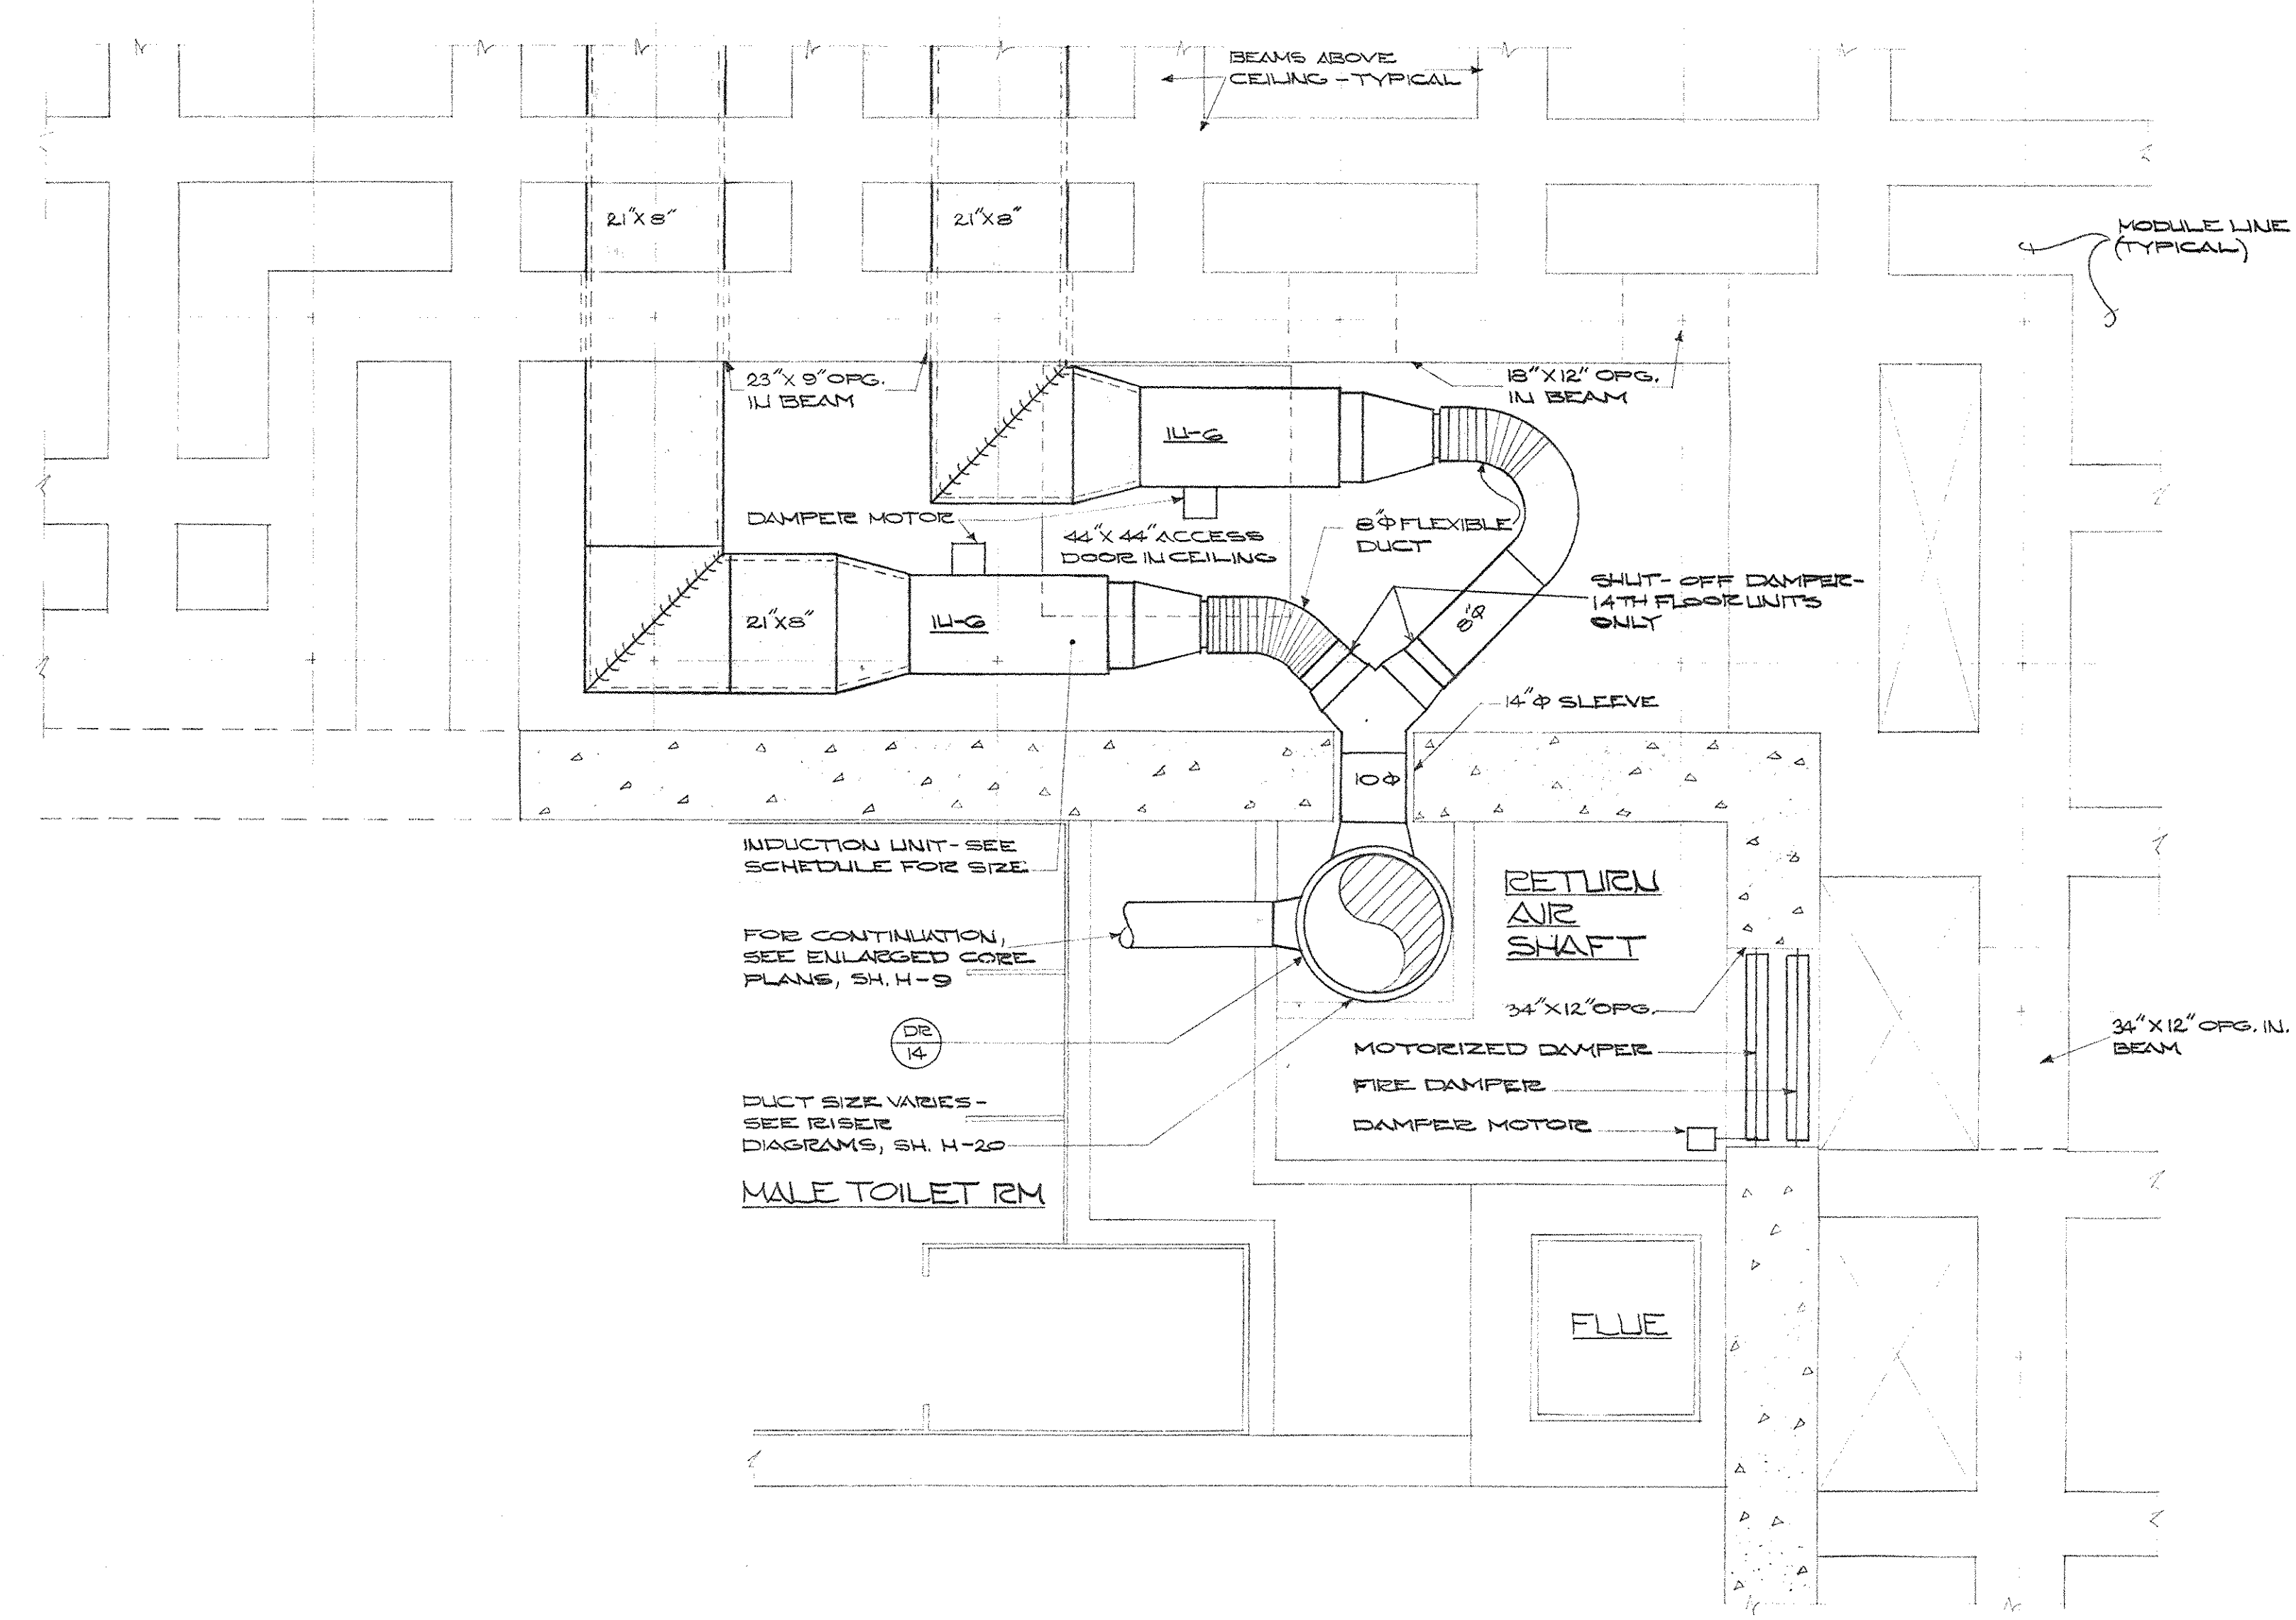 BEAMS ABOVE
CEILING - TYPICAL
21"X8"
21"X8"
MODULE LINE
(TYPICAL)
23"X 9" OPG.
IN BEAM
18"X12" OPG.
IN BEAM
IU-6
DAMPER MOTOR
44"X 44" ACCESS
DOOR IN CEILING
8"Φ FLEXIBLE
DUCT
SHUT-OFF DAMPER-
14TH FLOOR UNITS
ONLY
21"X8"
IU-6
8"Φ
14"Φ SLEEVE
10Φ
INDUCTION UNIT-SEE
SCHEDULE FOR SIZE
FOR CONTINUATION,
SEE ENLARGED CORE
PLANS, SH. H-9
RETURN
AIR
SHAFT
34"X12"OPG.
DR
14
MOTORIZED DAMPER
FIRE DAMPER
DAMPER MOTOR
34"X12" OPG. IN.
BEAM
DUCT SIZE VARIES-
SEE RISER
DIAGRAMS, SH. H-20
MALE TOILET RM
FLUE